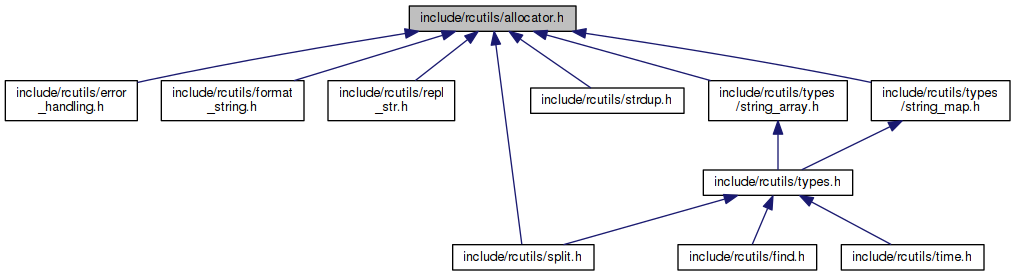 include/rcutils/allocator.h
include/rcutils/error
_handling.h
include/rcutils/format
_string.h
include/rcutils/repl
_str.h
include/rcutils/strdup.h
include/rcutils/types
/string_array.h
include/rcutils/types
/string_map.h
include/rcutils/types.h
include/rcutils/split.h
include/rcutils/find.h
include/rcutils/time.h